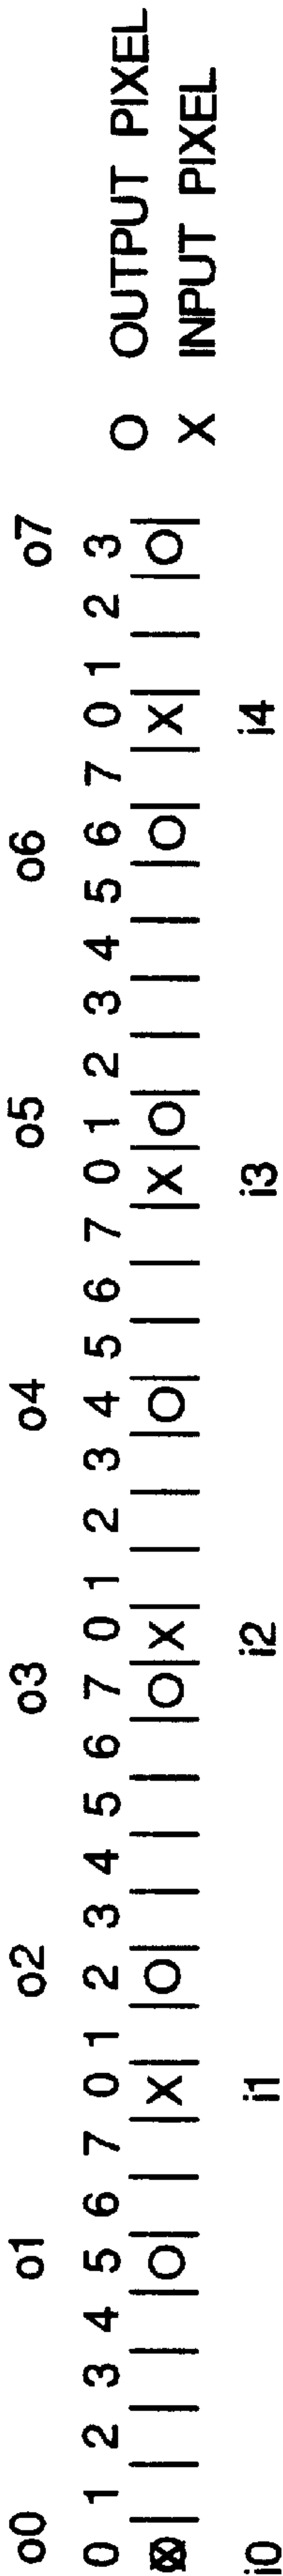 o0 o1 o2 o3 o4 o5 o6 o7
0 1 2 3 4 5 6 7 0 1 2 3 4 5 6 7 0 1 2 3 4 5 6 7 0 1 2 3 4 5 6 7 0 1 2 3
O OUTPUT PIXEL
X INPUT PIXEL
i0 i1 i2 i3 i4